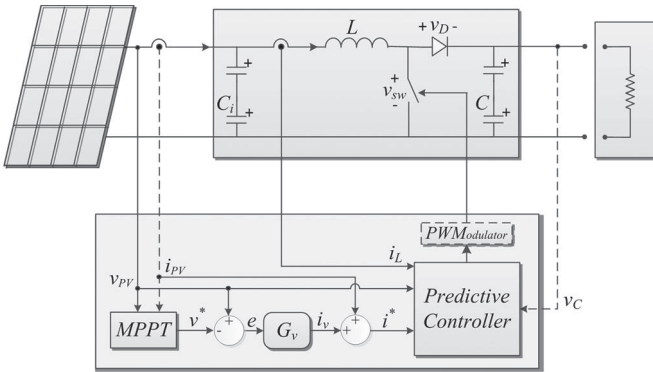 L
+ v_D -
C_i
+
+
+
v_sw
-
C
+
+
PWModulator
i_L
i_PV
v_PV
v_C
MPPT
v*
+
-
e
G_v
i_v
+
+
i*
Predictive
Controller